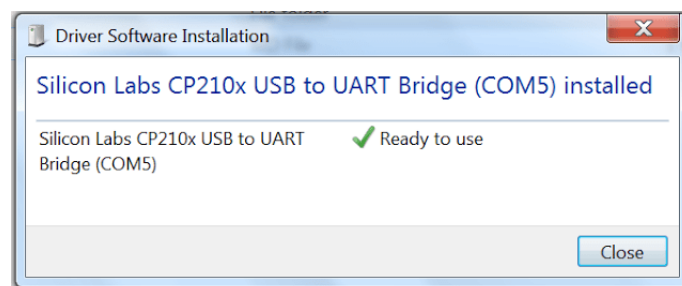 Driver Software Installation
Silicon Labs CP210x USB to UART Bridge (COM5) installed
Silicon Labs CP210x USB to UART
Bridge (COM5)
Ready to use
Close